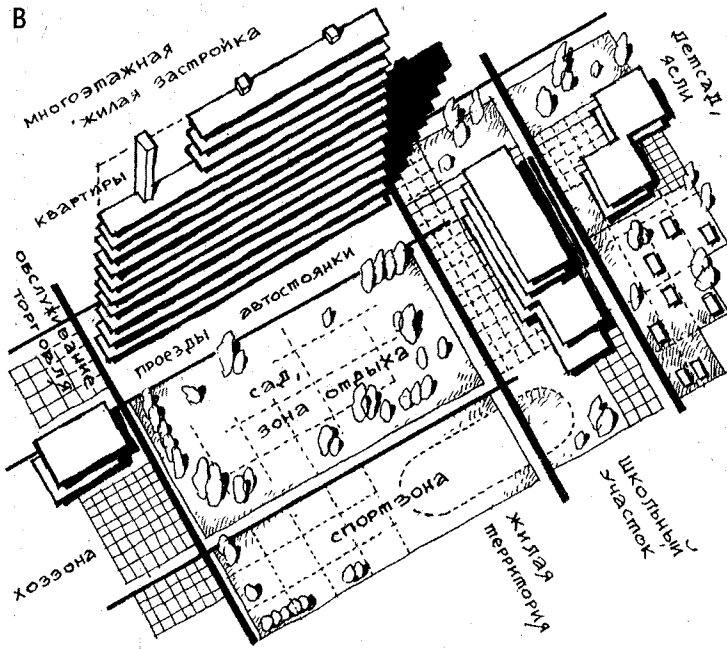 В
многоэтажная
жилая застройка
квартиры
обслуживание,
торговля
проезды
автостоянки
сад,
зона отдыха
спортзона
хоззона
жилая
территория
школьный
участок
детсад,
ясли